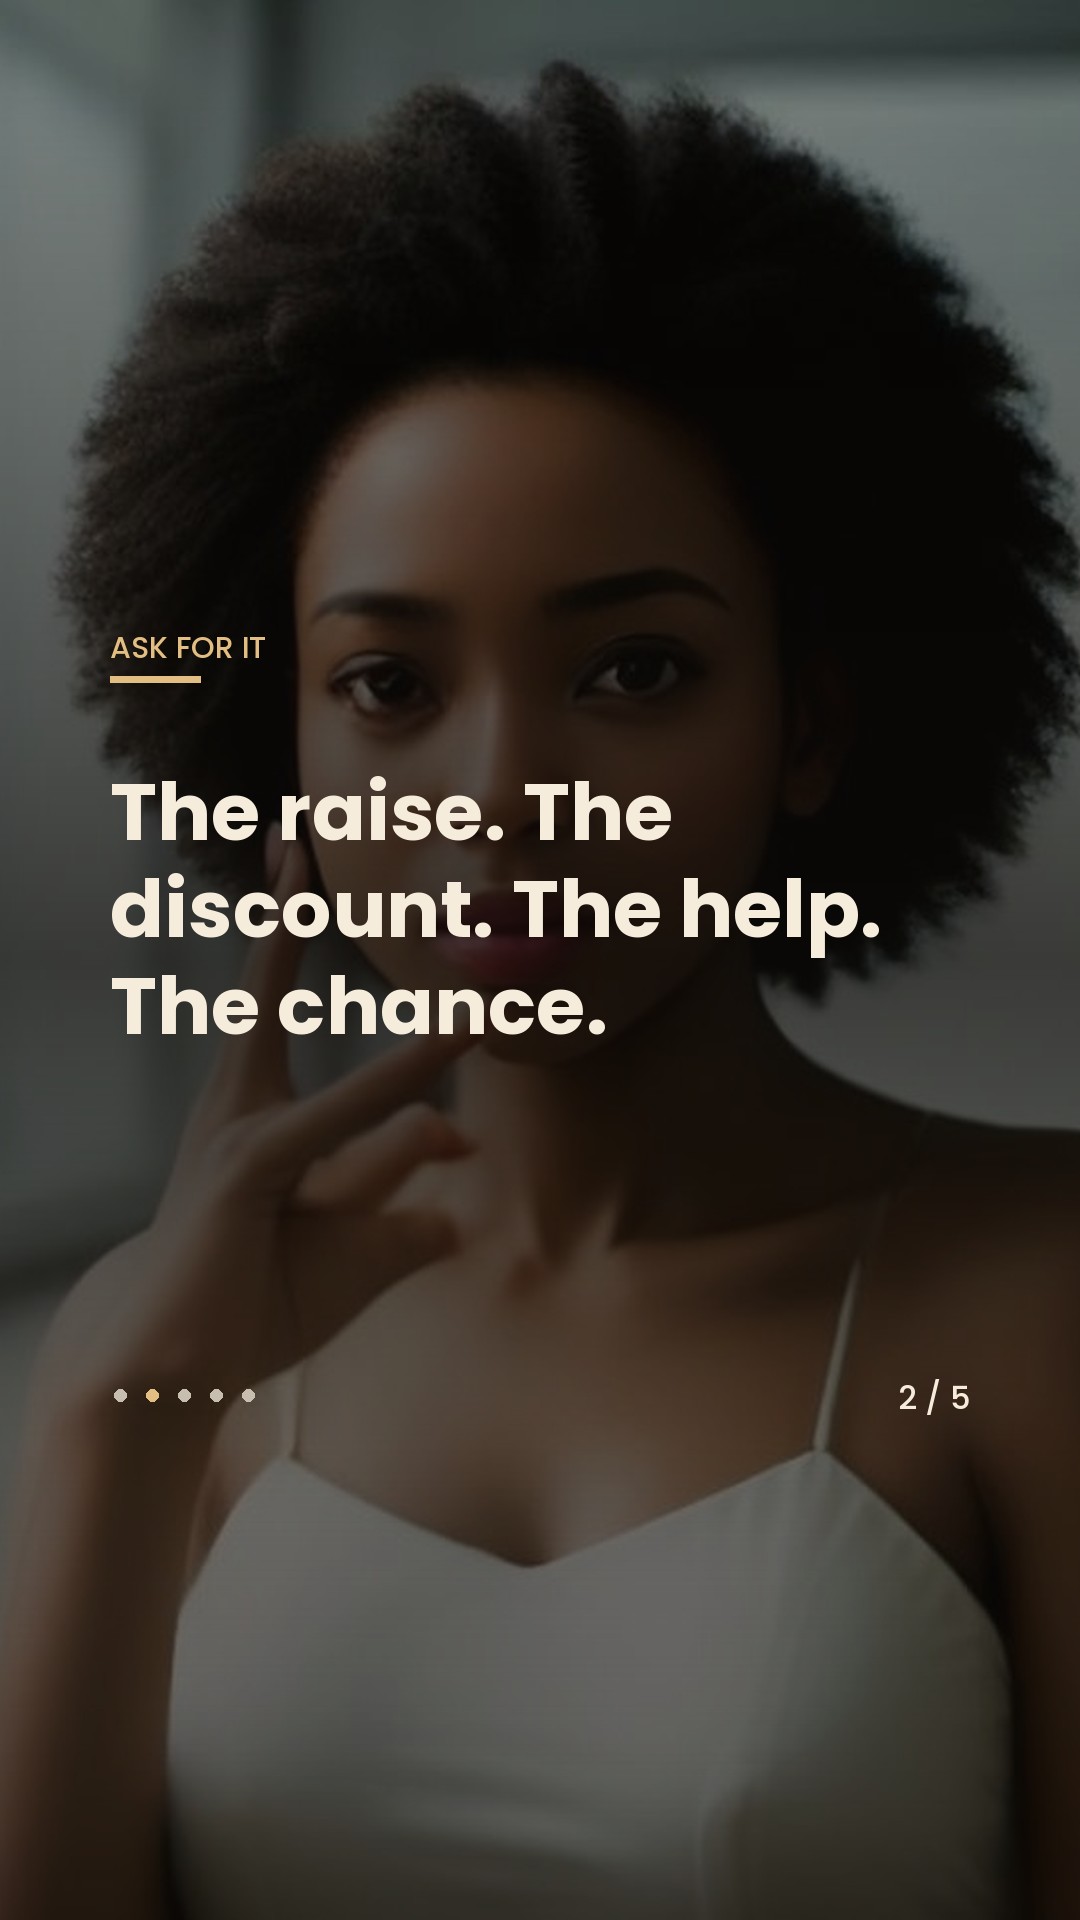 ASK FOR IT
The raise. The
discount. The help.
The chance.
2 / 5